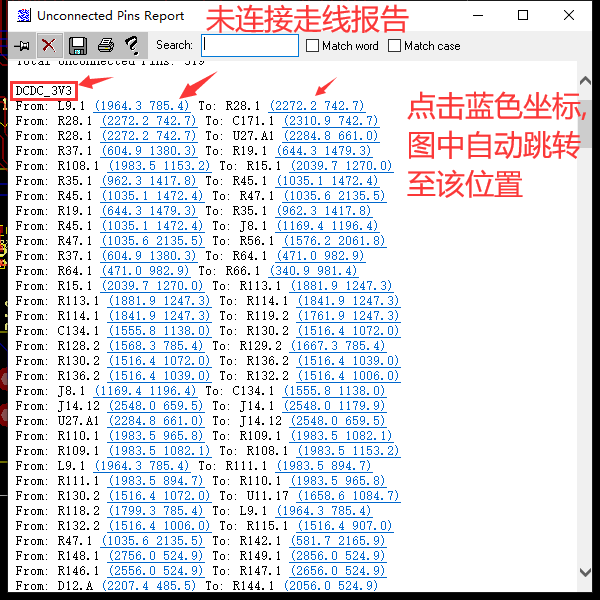 Unconnected Pins Report
未连接走线报告
Search:
Match word
Match case
Total unconnected Pins: 319
DCDC_3V3
点击蓝色坐标,
图中自动跳转
至该位置
From: L9.1 (1964.3 785.4) To: R28.1 (2272.2 742.7)
From: R28.1 (2272.2 742.7) To: C171.1 (2310.9 742.7)
From: R28.1 (2272.2 742.7) To: U27.A1 (2284.8 661.0)
From: R37.1 (604.9 1380.3) To: R19.1 (644.3 1479.3)
From: R108.1 (1983.5 1153.2) To: R15.1 (2039.7 1270.0)
From: R35.1 (962.3 1417.8) To: R45.1 (1035.1 1472.4)
From: R45.1 (1035.1 1472.4) To: R47.1 (1035.6 2135.5)
From: R19.1 (644.3 1479.3) To: R35.1 (962.3 1417.8)
From: R45.1 (1035.1 1472.4) To: J8.1 (1169.4 1196.4)
From: R47.1 (1035.6 2135.5) To: R56.1 (1576.2 2061.8)
From: R37.1 (604.9 1380.3) To: R64.1 (471.0 982.9)
From: R64.1 (471.0 982.9) To: R66.1 (340.9 981.4)
From: R15.1 (2039.7 1270.0) To: R113.1 (1881.9 1247.3)
From: R113.1 (1881.9 1247.3) To: R114.1 (1841.9 1247.3)
From: R114.1 (1841.9 1247.3) To: R119.2 (1761.9 1247.3)
From: C134.1 (1555.8 1138.0) To: R130.2 (1516.4 1072.0)
From: R128.2 (1568.3 785.4) To: R129.2 (1667.3 785.4)
From: R130.2 (1516.4 1072.0) To: R136.2 (1516.4 1039.0)
From: R136.2 (1516.4 1039.0) To: R132.2 (1516.4 1006.0)
From: J8.1 (1169.4 1196.4) To: C134.1 (1555.8 1138.0)
From: J14.12 (2548.0 659.5) To: J14.1 (2548.0 1179.9)
From: U27.A1 (2284.8 661.0) To: J14.12 (2548.0 659.5)
From: R110.1 (1983.5 965.8) To: R109.1 (1983.5 1082.1)
From: R109.1 (1983.5 1082.1) To: R108.1 (1983.5 1153.2)
From: L9.1 (1964.3 785.4) To: R111.1 (1983.5 894.7)
From: R111.1 (1983.5 894.7) To: R110.1 (1983.5 965.8)
From: R130.2 (1516.4 1072.0) To: U11.17 (1658.6 1084.7)
From: R118.2 (1799.3 785.4) To: L9.1 (1964.3 785.4)
From: R132.2 (1516.4 1006.0) To: R115.1 (1516.4 907.0)
From: R47.1 (1035.6 2135.5) To: R142.1 (581.7 2165.9)
From: R148.1 (2756.0 524.9) To: R149.1 (2856.0 524.9)
From: R146.1 (2556.0 524.9) To: R147.1 (2656.0 524.9)
From: D12.A (2207.4 485.5) To: R144.1 (2056.0 524.9)